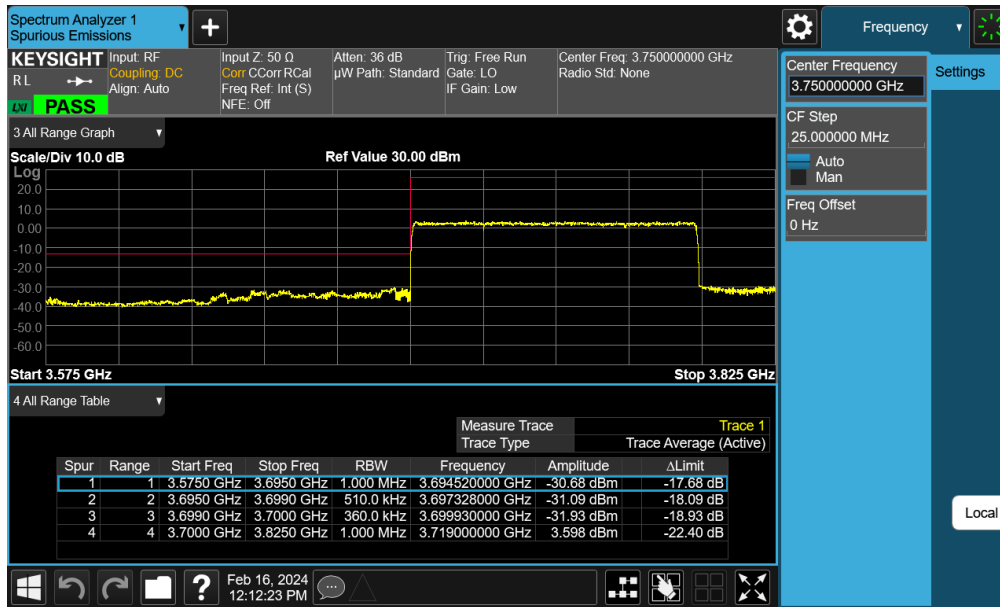 Spectrum Analyzer 1
Spurious Emissions
+
Frequency
KEYSIGHT
RL
LXI
PASS
Input: RF
Coupling: DC
Align: Auto
Input Z: 50 Ω
Corr CCorr RCal
Freq Ref: Int (S)
NFE: Off
Atten: 36 dB
µW Path: Standard
Trig: Free Run
Gate: LO
IF Gain: Low
Center Freq: 3.750000000 GHz
Radio Std: None
Center Frequency
3.750000000 GHz
Settings
CF Step
25.000000 MHz
Auto
Man
Freq Offset
0 Hz
3 All Range Graph
Scale/Div 10.0 dB
Ref Value 30.00 dBm
Log
20.0
10.0
0.00
-10.0
-20.0
-30.0
-40.0
-50.0
-60.0
Start 3.575 GHz
Stop 3.825 GHz
4 All Range Table
Measure Trace Trace 1
Trace Type Trace Average (Active)
Spur Range Start Freq Stop Freq RBW Frequency Amplitude ΔLimit
1 1 3.5750 GHz 3.6950 GHz 1.000 MHz 3.694520000 GHz -30.68 dBm -17.68 dB
2 2 3.6950 GHz 3.6990 GHz 510.0 kHz 3.697328000 GHz -31.09 dBm -18.09 dB
3 3 3.6990 GHz 3.7000 GHz 360.0 kHz 3.699930000 GHz -31.93 dBm -18.93 dB
4 4 3.7000 GHz 3.8250 GHz 1.000 MHz 3.719000000 GHz 3.598 dBm -22.40 dB
Local
?
Feb 16, 2024
12:12:23 PM